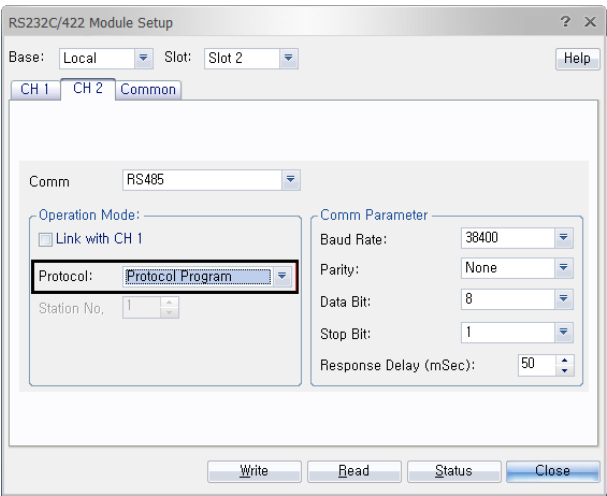 RS232C/422 Module Setup ? ×
Base: Local Slot: Slot 2 Help
CH 1 CH 2 Common
Comm RS485
Operation Mode:
Link with CH 1
Protocol: Protocol Program
Station No, 1
Comm Parameter
Baud Rate: 38400
Parity: None
Data Bit: 8
Stop Bit: 1
Response Delay (mSec): 50
Write Read Status Close